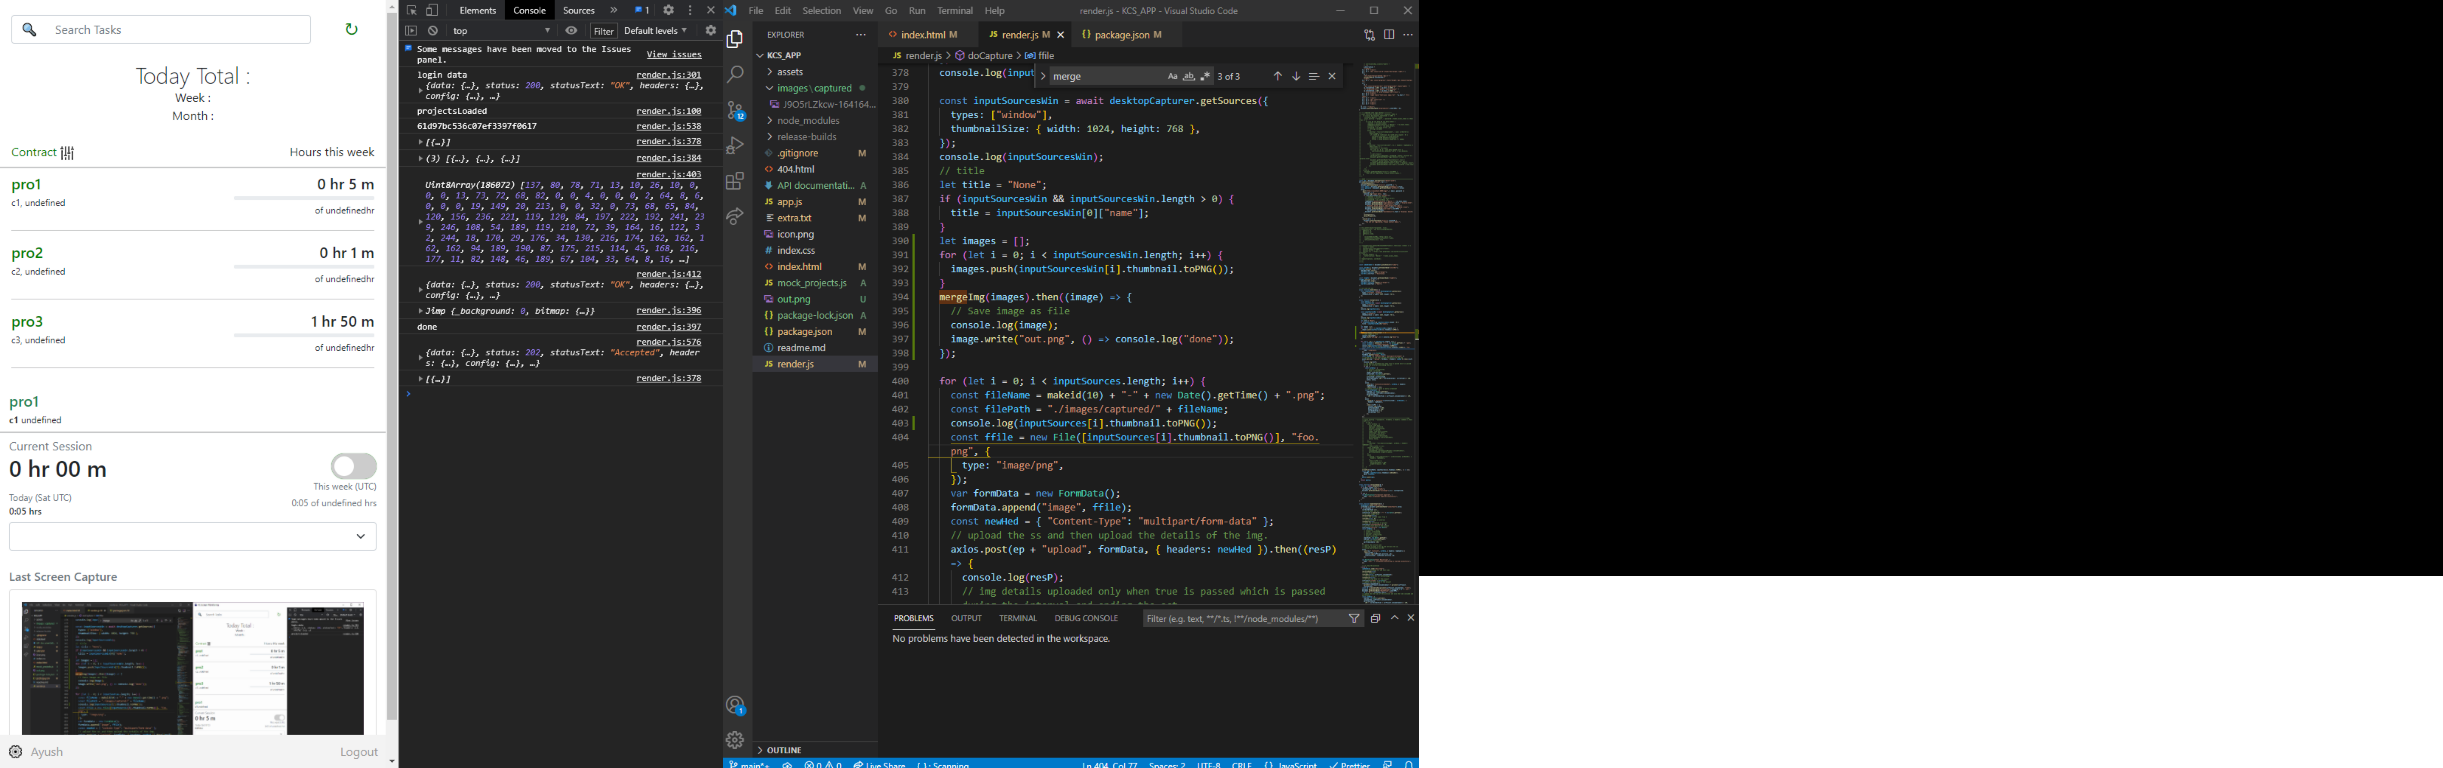 Search Tasks
Today Total :
Week :
Month :
Contract
Hours this week
pro1
0 hr 5 m
c1, undefined
of undefinedhr
pro2
0 hr 1 m
c2, undefined
of undefinedhr
pro3
1 hr 50 m
c3, undefined
of undefinedhr
pro1
c1 undefined
Current Session
0 hr 00 m
This week (UTC)
Today (Sat UTC)
0:05 of undefined hrs
0:05 hrs
Last Screen Capture
Ayush
Logout
Elements Console Sources » 1
top Filter Default levels
Some messages have been moved to the Issues panel. View issues
login data render.js:301
{data: {…}, status: 200, statusText: "OK", headers: {…}, config: {…}, …}
projectsLoaded render.js:100
61d97bc536c07ef3397f0617 render.js:538
[{…}] render.js:378
(3) [{…}, {…}, {…}] render.js:384
render.js:403
Uint8Array(186072) [137, 80, 78, 71, 13, 10, 26, 10, 0,
0, 0, 13, 73, 72, 68, 82, 0, 0, 4, 0, 0, 0, 2, 64, 8, 6,
0, 0, 0, 19, 149, 20, 213, 0, 0, 32, 0, 73, 68, 65, 84,
120, 156, 236, 221, 119, 120, 84, 197, 222, 192, 241, 23
9, 246, 108, 54, 189, 119, 210, 72, 39, 164, 16, 122, 3
2, 244, 18, 170, 29, 176, 34, 130, 216, 174, 162, 162, 1
62, 162, 94, 189, 190, 87, 175, 215, 114, 45, 168, 216,
177, 11, 82, 148, 46, 189, 67, 104, 33, 64, 8, 16, …]
render.js:412
{data: {…}, status: 200, statusText: "OK", headers: {…}, config: {…}, …}
Jimp {_background: 0, bitmap: {…}} render.js:396
done render.js:397
render.js:576
{data: {…}, status: 202, statusText: "Accepted", headers: {…}, config: {…}, …}
[{…}] render.js:378
File Edit Selection View Go Run Terminal Help
render.js - KCS_APP - Visual Studio Code
EXPLORER
KCS_APP
assets
images\captured
J9O5rLZkcw-164164...
node_modules
release-builds
.gitignore M
404.html
API documentati... A
app.js M
extra.txt M
icon.png
index.css
index.html M
mock_projects.js A
out.png U
package-lock.json A
package.json M
readme.md
render.js M
OUTLINE
12
1
index.html M render.js M package.json M
render.js > doCapture > ffile
merge Aa ab 3 of 3
378 console.log(input
379
380 const inputSourcesWin = await desktopCapturer.getSources({
381 types: ["window"],
382 thumbnailSize: { width: 1024, height: 768 },
383 });
384 console.log(inputSourcesWin);
385 // title
386 let title = "None";
387 if (inputSourcesWin && inputSourcesWin.length > 0) {
388 title = inputSourcesWin[0]["name"];
389 }
390 let images = [];
391 for (let i = 0; i < inputSourcesWin.length; i++) {
392 images.push(inputSourcesWin[i].thumbnail.toPNG());
393 }
394 mergeImg(images).then((image) => {
395 // Save image as file
396 console.log(image);
397 image.write("out.png", () => console.log("done"));
398 });
399
400 for (let i = 0; i < inputSources.length; i++) {
401 const fileName = makeid(10) + "-" + new Date().getTime() + ".png";
402 const filePath = "./images/captured/" + fileName;
403 console.log(inputSources[i].thumbnail.toPNG());
404 const ffile = new File([inputSources[i].thumbnail.toPNG()], "foo.
png", {
405 type: "image/png",
406 });
407 var formData = new FormData();
408 formData.append("image", ffile);
409 const newHed = { "Content-Type": "multipart/form-data" };
410 // upload the ss and then upload the details of the img.
411 axios.post(ep + "upload", formData, { headers: newHed }).then((resP)
=> {
412 console.log(resP);
413 // img details uploaded only when true is passed which is passed
PROBLEMS OUTPUT TERMINAL DEBUG CONSOLE
Filter (e.g. text, **/*.ts, !**/node_modules/**)
No problems have been detected in the workspace.
main*+ 0 0 Live Share Scanning
Ln 404, Col 77 Spaces: 2 UTF-8 CRLF JavaScript Prettier